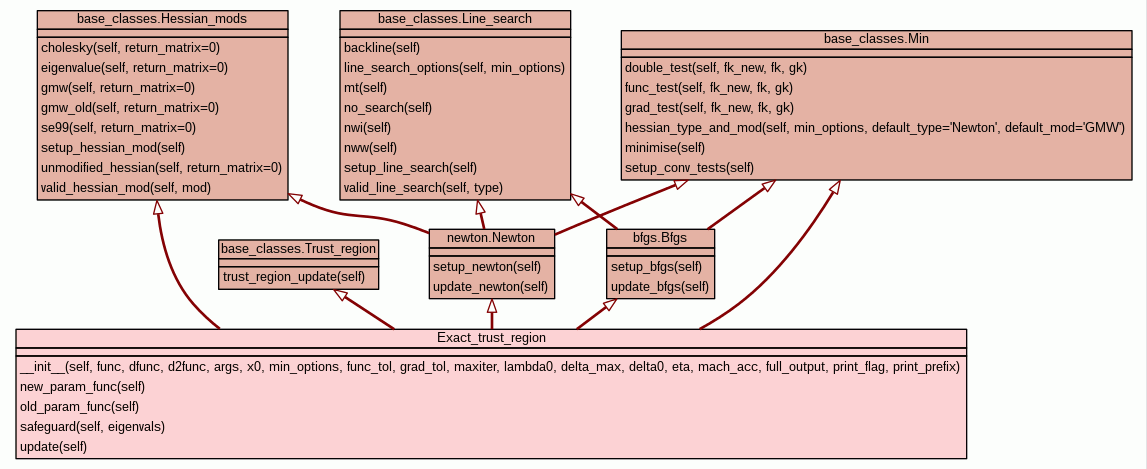 base_classes.Hessian_mods
cholesky(self, return_matrix=0)
eigenvalue(self, return_matrix=0)
gmw(self, return_matrix=0)
gmw_old(self, return_matrix=0)
se99(self, return_matrix=0)
setup_hessian_mod(self)
unmodified_hessian(self, return_matrix=0)
valid_hessian_mod(self, mod)
base_classes.Line_search
backline(self)
line_search_options(self, min_options)
mt(self)
no_search(self)
nwi(self)
nww(self)
setup_line_search(self)
valid_line_search(self, type)
base_classes.Min
double_test(self, fk_new, fk, gk)
func_test(self, fk_new, fk, gk)
grad_test(self, fk_new, fk, gk)
hessian_type_and_mod(self, min_options, default_type='Newton', default_mod='GMW')
minimise(self)
setup_conv_tests(self)
base_classes.Trust_region
trust_region_update(self)
newton.Newton
setup_newton(self)
update_newton(self)
bfgs.Bfgs
setup_bfgs(self)
update_bfgs(self)
Exact_trust_region
__init__(self, func, dfunc, d2func, args, x0, min_options, func_tol, grad_tol, maxiter, lambda0, delta_max, delta0, eta, mach_acc, full_output, print_flag, print_prefix)
new_param_func(self)
old_param_func(self)
safeguard(self, eigenvals)
update(self)